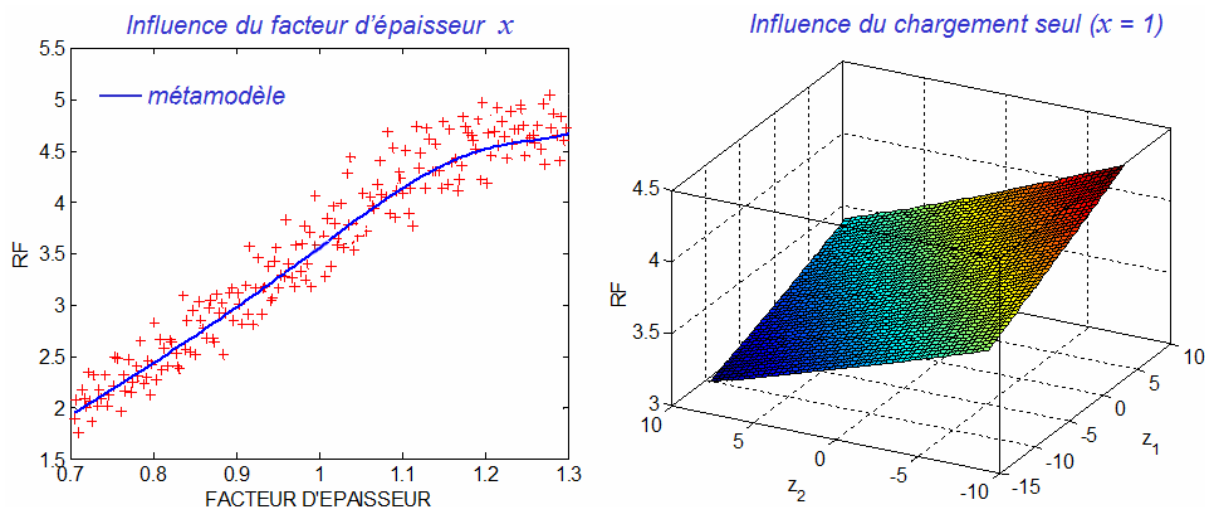 Influence du facteur d'épaisseur x
5.5
5
4.5
4
3.5
3
2.5
2
1.5
RF
métamodèle
0.7 0.8 0.9 1 1.1 1.2 1.3
FACTEUR D'EPAISSEUR
Influence du chargement seul (x = 1)
4.5
4
3.5
3
RF
10 5 0 -5 -10
z2
-15 -10 -5 0 5 10
z1